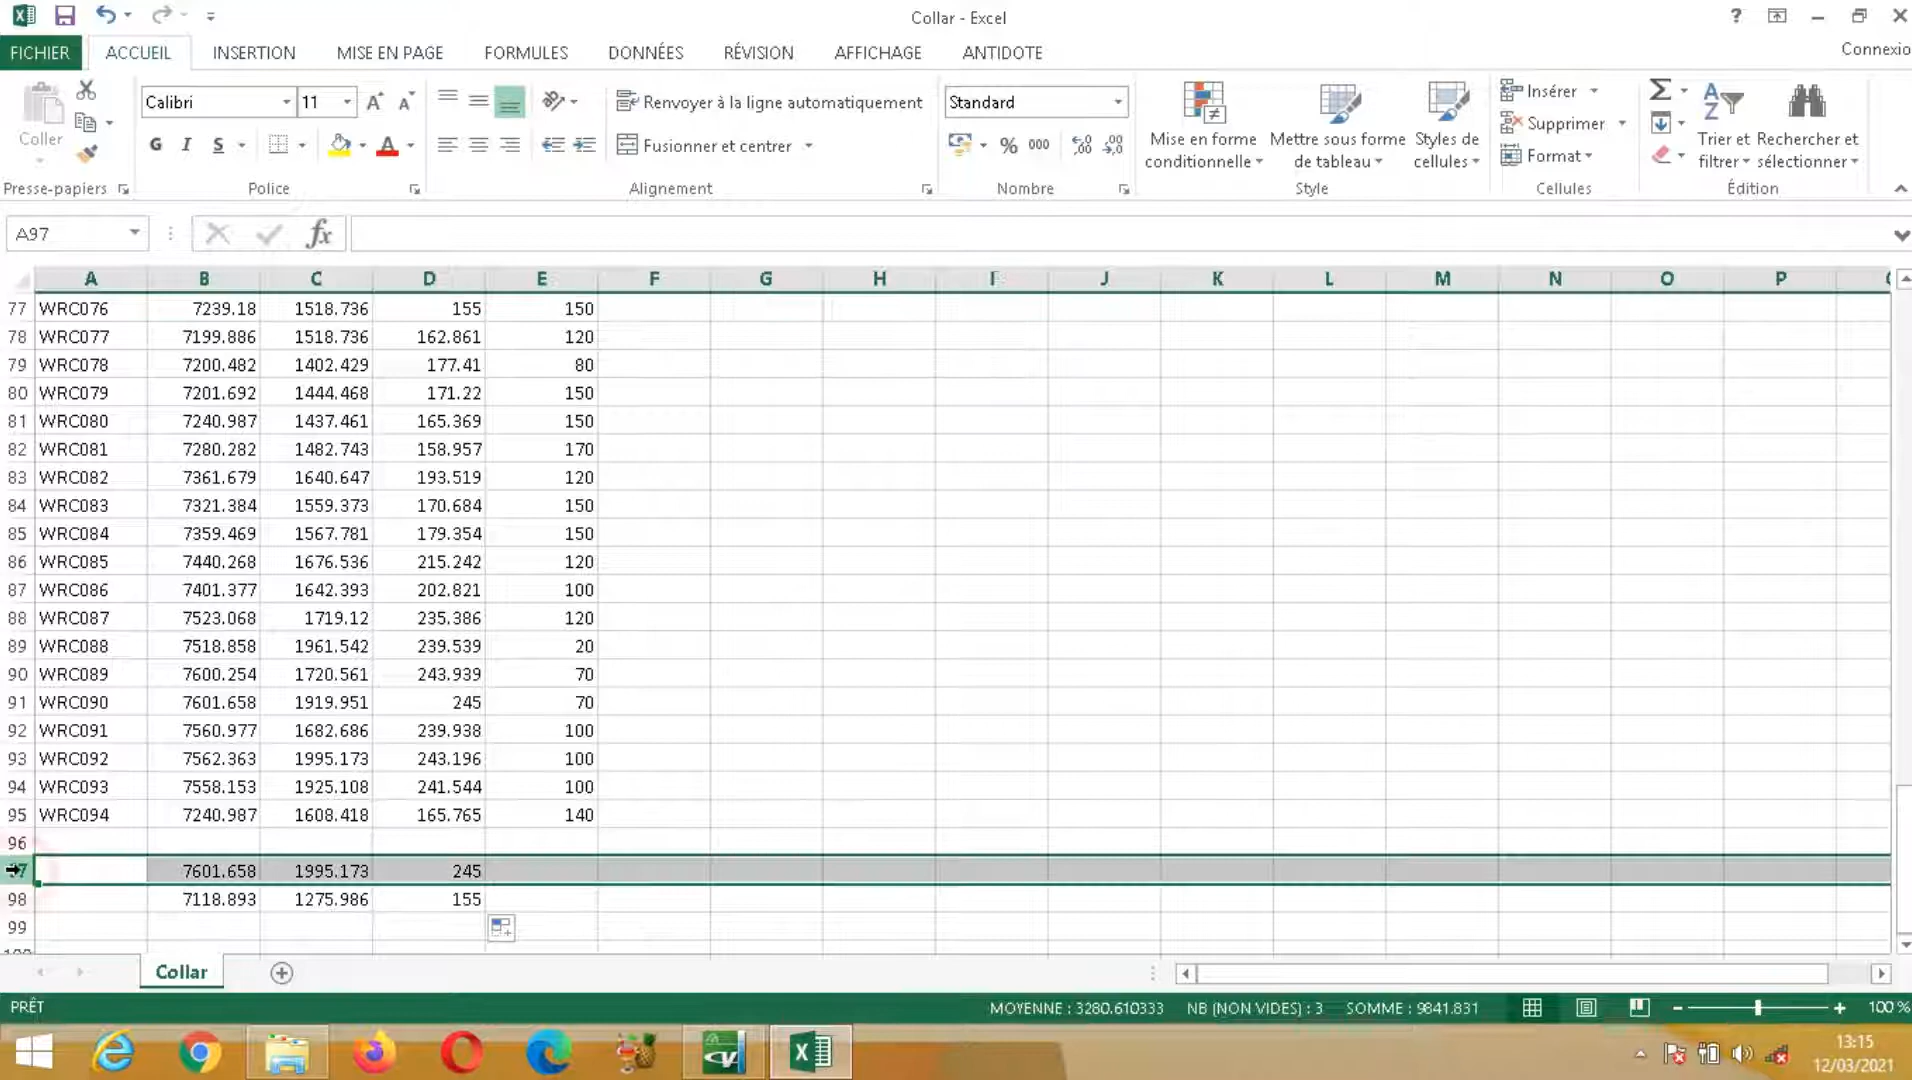 Collar - Excel
?
FICHIER ACCUEIL INSERTION MISE EN PAGE FORMULES DONNÉES RÉVISION AFFICHAGE ANTIDOTE Connexio
Coller
Calibri 11
Renvoyer à la ligne automatiquement
Standard
Insérer
G I S A
Fusionner et centrer
% 000
Mise en forme
conditionnelle
Mettre sous forme
de tableau
Styles de
cellules
Supprimer
Format
Trier et
filtrer
Rechercher et
sélectionner
Presse-papiers Police Alignement Nombre Style Cellules Édition
A97 fx
A B C D E F G H I J K L M N O P
77 WRC076 7239.18 1518.736 155 150
78 WRC077 7199.886 1518.736 162.861 120
79 WRC078 7200.482 1402.429 177.41 80
80 WRC079 7201.692 1444.468 171.22 150
81 WRC080 7240.987 1437.461 165.369 150
82 WRC081 7280.282 1482.743 158.957 170
83 WRC082 7361.679 1640.647 193.519 120
84 WRC083 7321.384 1559.373 170.684 150
85 WRC084 7359.469 1567.781 179.354 150
86 WRC085 7440.268 1676.536 215.242 120
87 WRC086 7401.377 1642.393 202.821 100
88 WRC087 7523.068 1719.12 235.386 120
89 WRC088 7518.858 1961.542 239.539 20
90 WRC089 7600.254 1720.561 243.939 70
91 WRC090 7601.658 1919.951 245 70
92 WRC091 7560.977 1682.686 239.938 100
93 WRC092 7562.363 1995.173 243.196 100
94 WRC093 7558.153 1925.108 241.544 100
95 WRC094 7240.987 1608.418 165.765 140
96
7601.658 1995.173 245
98 7118.893 1275.986 155
99
Collar
PRÊT MOYENNE : 3280.610333 NB (NON VIDES) : 3 SOMME : 9841.831 100 %
13:15
12/03/2021